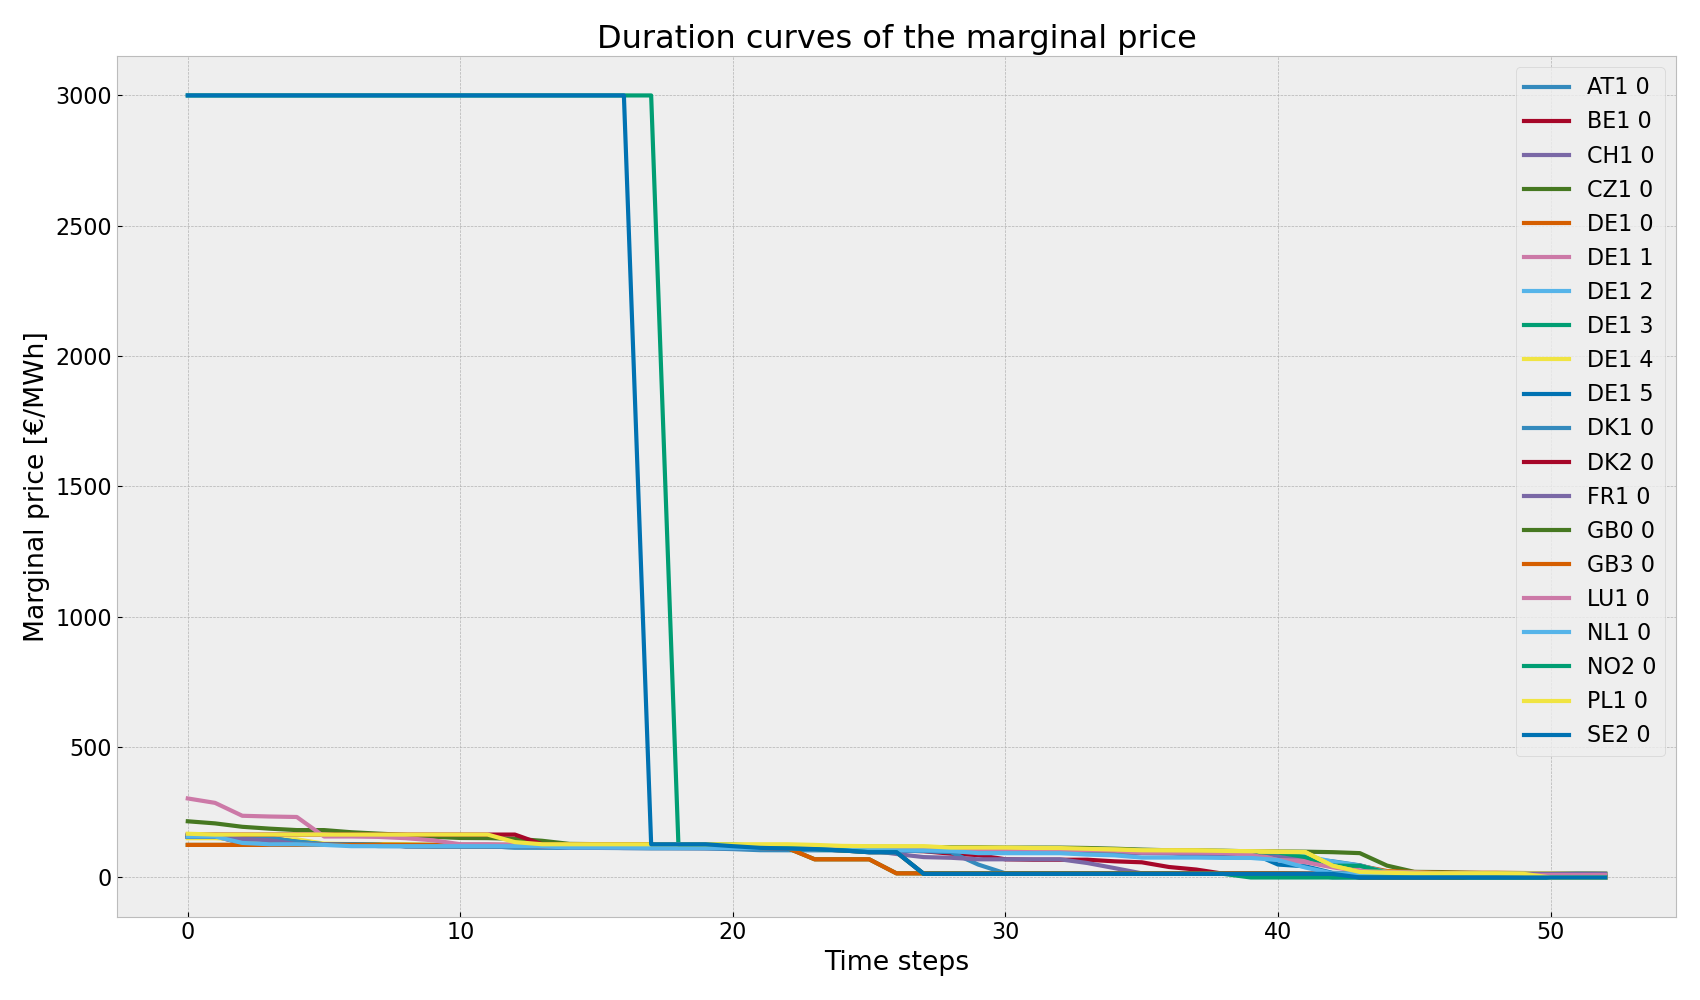 Duration curves of the marginal price
Marginal price [€/MWh]
3000
2500
2000
1500
1000
500
0
0 10 20 30 40 50
Time steps
AT1 0
BE1 0
CH1 0
CZ1 0
DE1 0
DE1 1
DE1 2
DE1 3
DE1 4
DE1 5
DK1 0
DK2 0
FR1 0
GB0 0
GB3 0
LU1 0
NL1 0
NO2 0
PL1 0
SE2 0